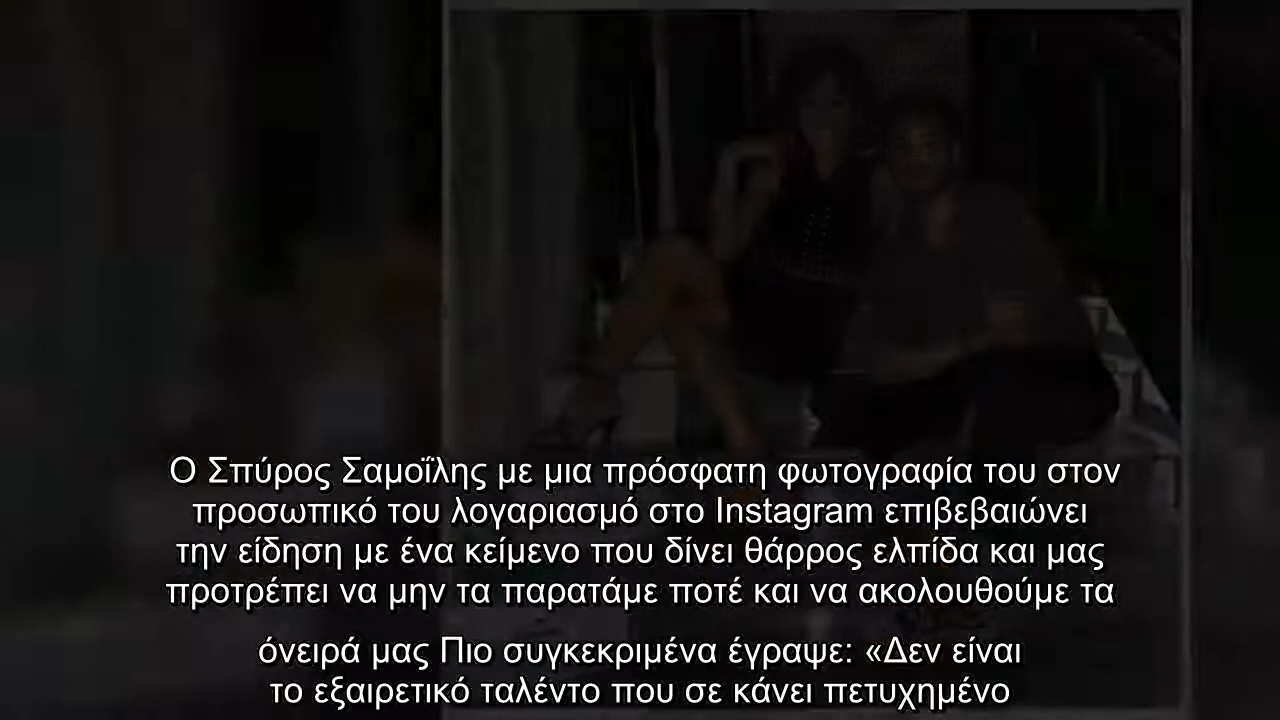 Ο Σπύρος Σαμοΐλης με μια πρόσφατη φωτογραφία του στον
προσωπικό του λογαριασμό στο Instagram επιβεβαιώνει
την είδηση με ένα κείμενο που δίνει θάρρος ελπίδα και μας
προτρέπει να μην τα παρατάμε ποτέ και να ακολουθούμε τα
όνειρά μας Πιο συγκεκριμένα έγραψε: «Δεν είναι
το εξαιρετικό ταλέντο που σε κάνει πετυχημένο